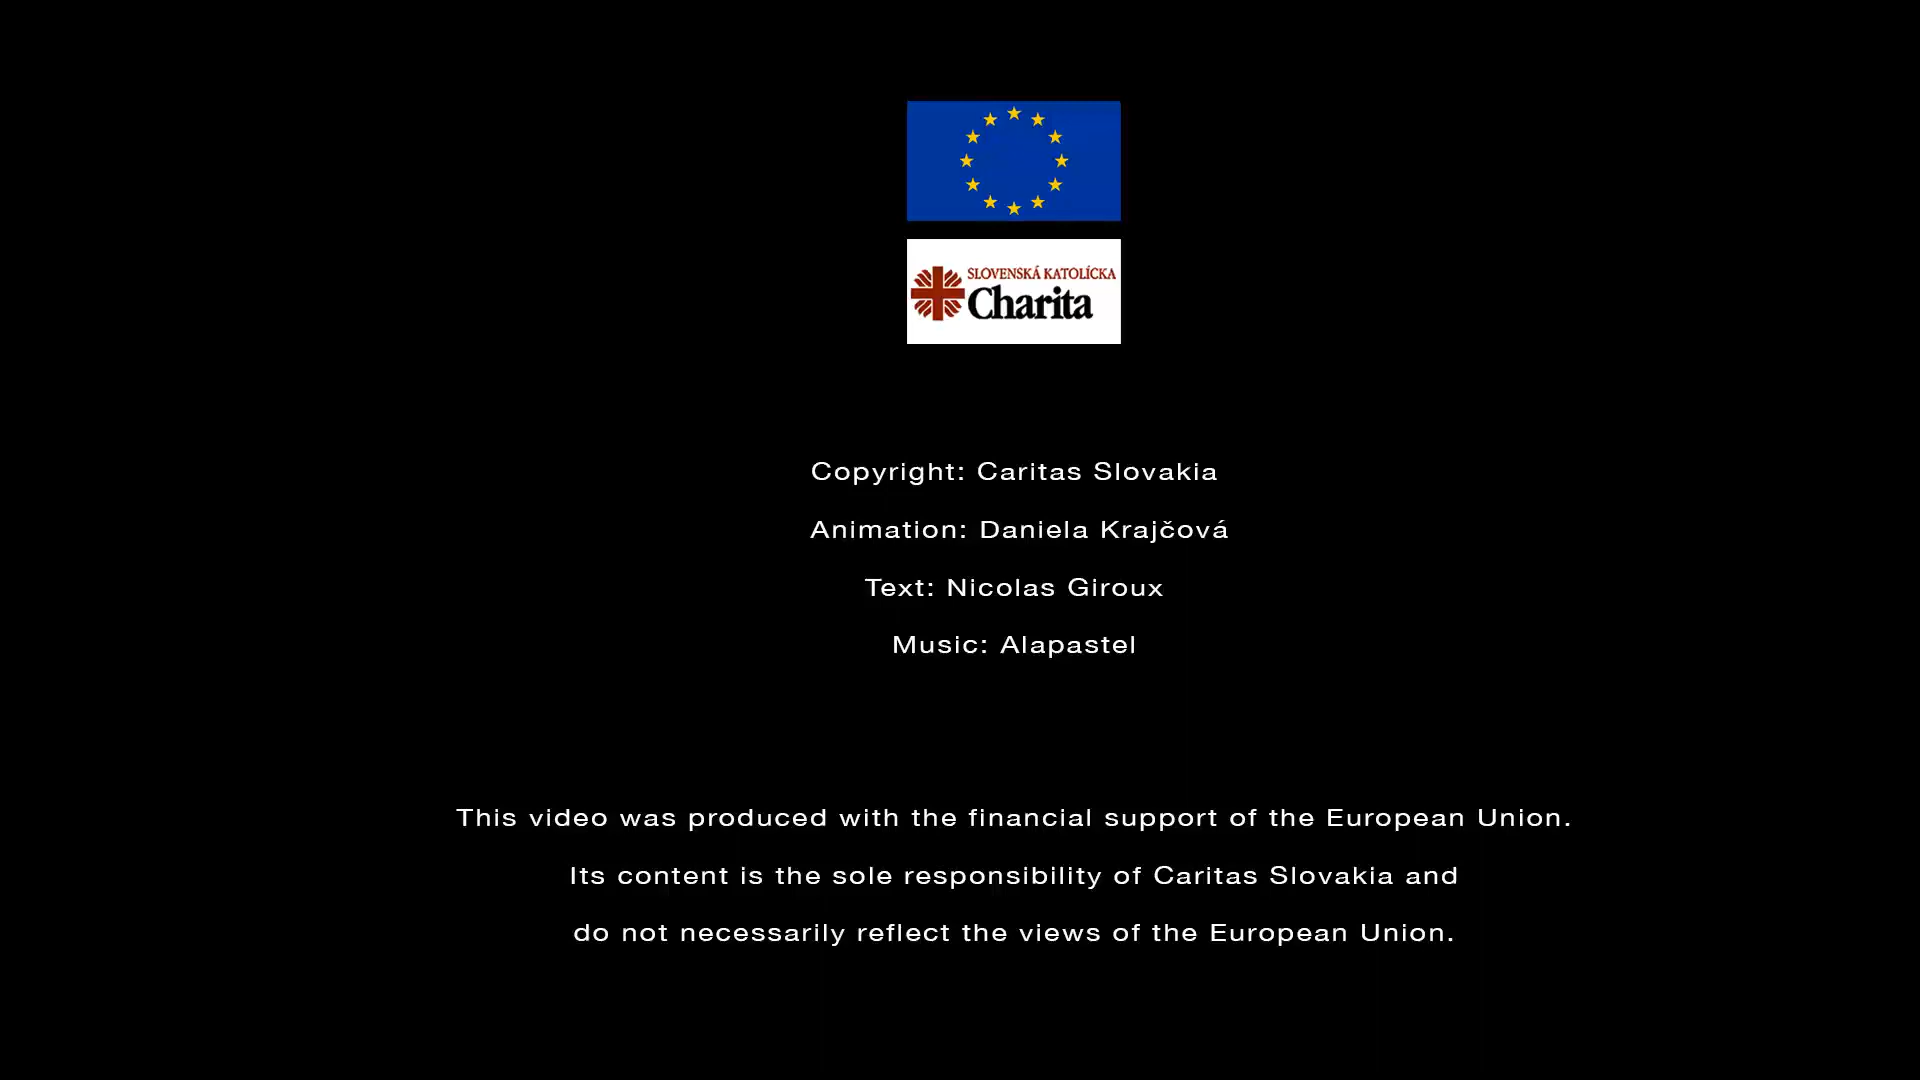 SLOVENSKÁ KATOLÍCKA
Charita
Copyright: Caritas Slovakia
Animation: Daniela Krajčová
Text: Nicolas Giroux
Music: Alapastel
This video was produced with the financial support of the European Union.
Its content is the sole responsibility of Caritas Slovakia and
do not necessarily reflect the views of the European Union.